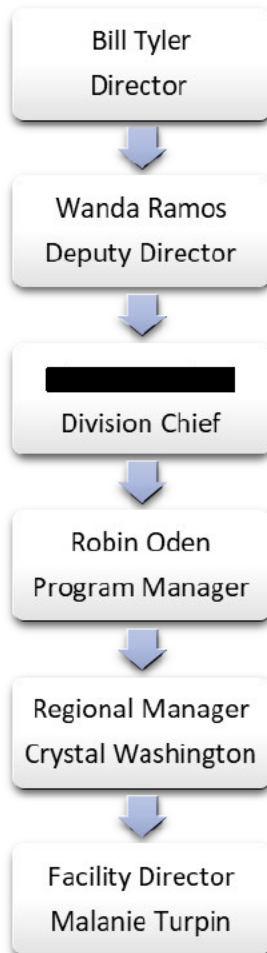 Bill Tyler
Director
Wanda Ramos
Deputy Director
Division Chief
Robin Oden
Program Manager
Regional Manager
Crystal Washington
Facility Director
Malanie Turpin